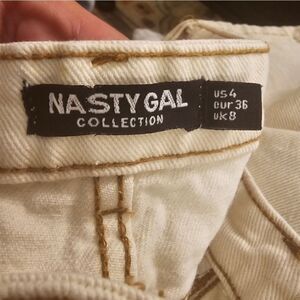 NASTY GAL
COLLECTION
US 4
eur 36
UK 8